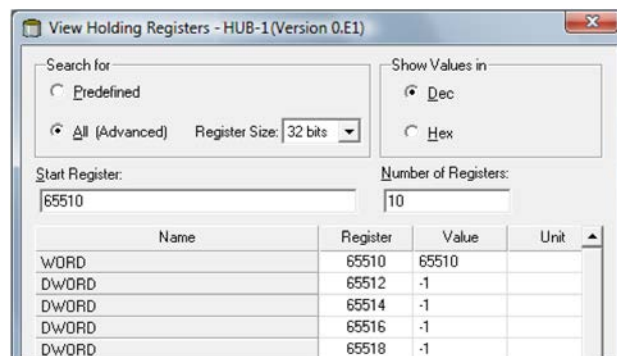 View Holding Registers - HUB-1(Version 0.E1)
Search for
Show Values in
Predefined
Dec
All (Advanced) Register Size: 32 bits
Hex
Start Register:
Number of Registers:
65510
10
Name Register Value Unit
WORD 65510 65510
DWORD 65512 -1
DWORD 65514 -1
DWORD 65516 -1
DWORD 65518 -1